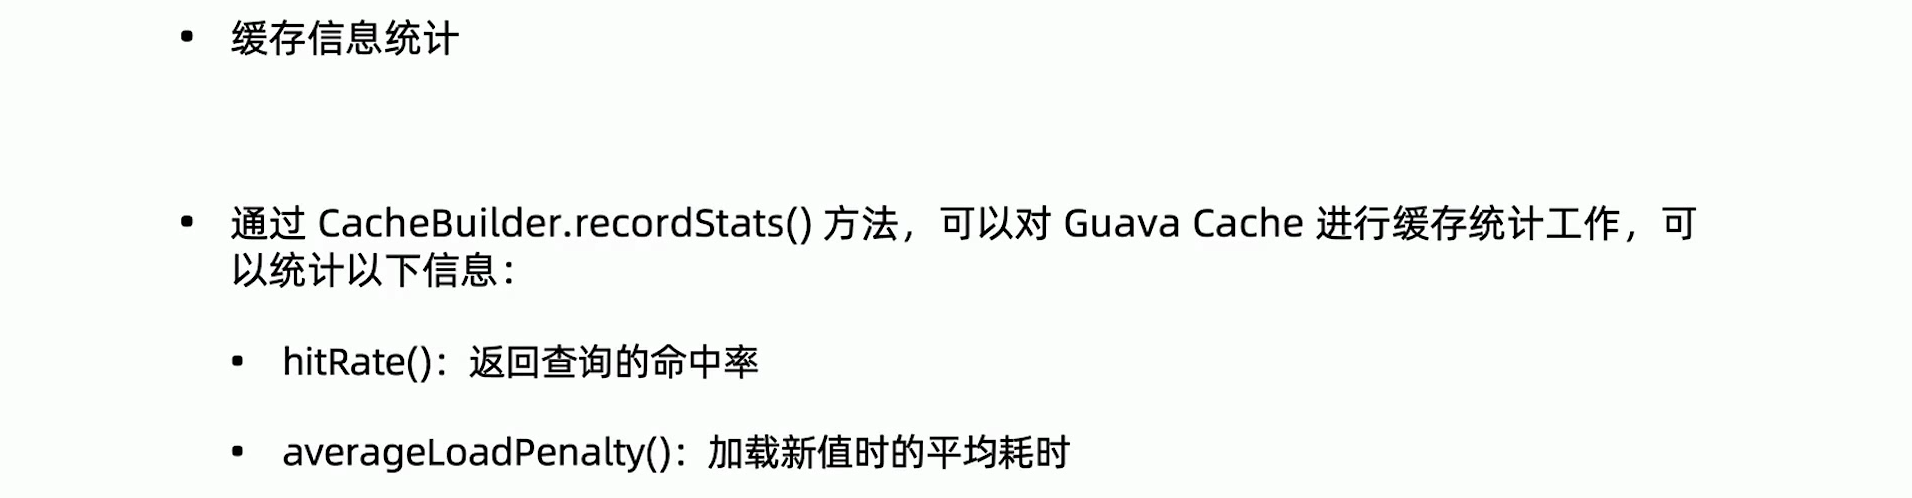 • 缓存信息统计
• 通过 CacheBuilder.recordStats() 方法，可以对 Guava Cache 进行缓存统计工作，可
以统计以下信息：
• hitRate()：返回查询的命中率
• averageLoadPenalty()：加载新值时的平均耗时